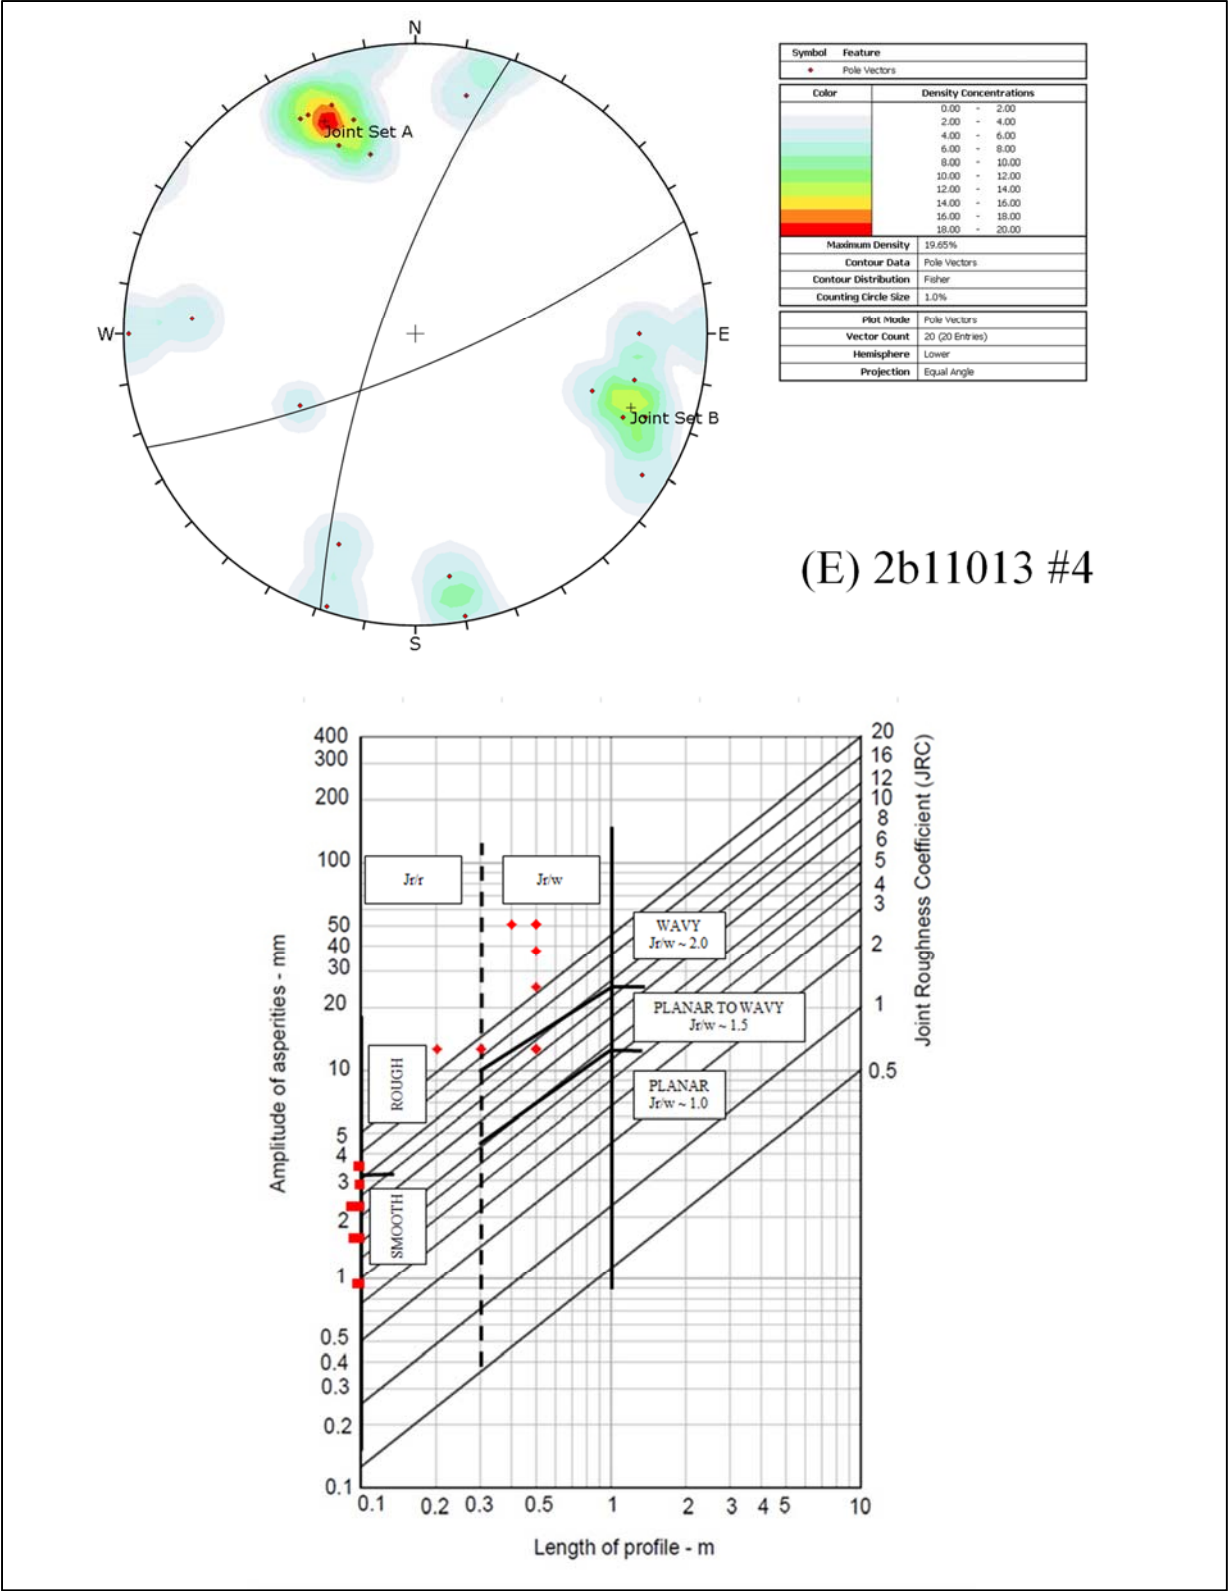 N
Joint Set A
W
E
Joint Set B
S
Symbol Feature
Pole Vectors
Color Density Concentrations
0.00 - 2.00
2.00 - 4.00
4.00 - 6.00
6.00 - 8.00
8.00 - 10.00
10.00 - 12.00
12.00 - 14.00
14.00 - 16.00
16.00 - 18.00
18.00 - 20.00
Maximum Density 19.65%
Contour Data Pole Vectors
Contour Distribution Fisher
Counting Circle Size 1.0%
Plot Mode Pole Vectors
Vector Count 20 (20 Entries)
Hemisphere Lower
Projection Equal Angle
(E) 2b11013 #4
Amplitude of asperities - mm
400
300
200
100
50
40
30
20
10
5
4
3
2
1
0.5
0.4
0.3
0.2
0.1
Jr/r
Jr/w
ROUGH
SMOOTH
WAVY
Jr/w ~ 2.0
PLANAR TO WAVY
Jr/w ~ 1.5
PLANAR
Jr/w ~ 1.0
20
16
12
10
8
6
5
4
3
2
1
0.5
Joint Roughness Coefficient (JRC)
0.1 0.2 0.3 0.5 1 2 3 4 5 10
Length of profile - m